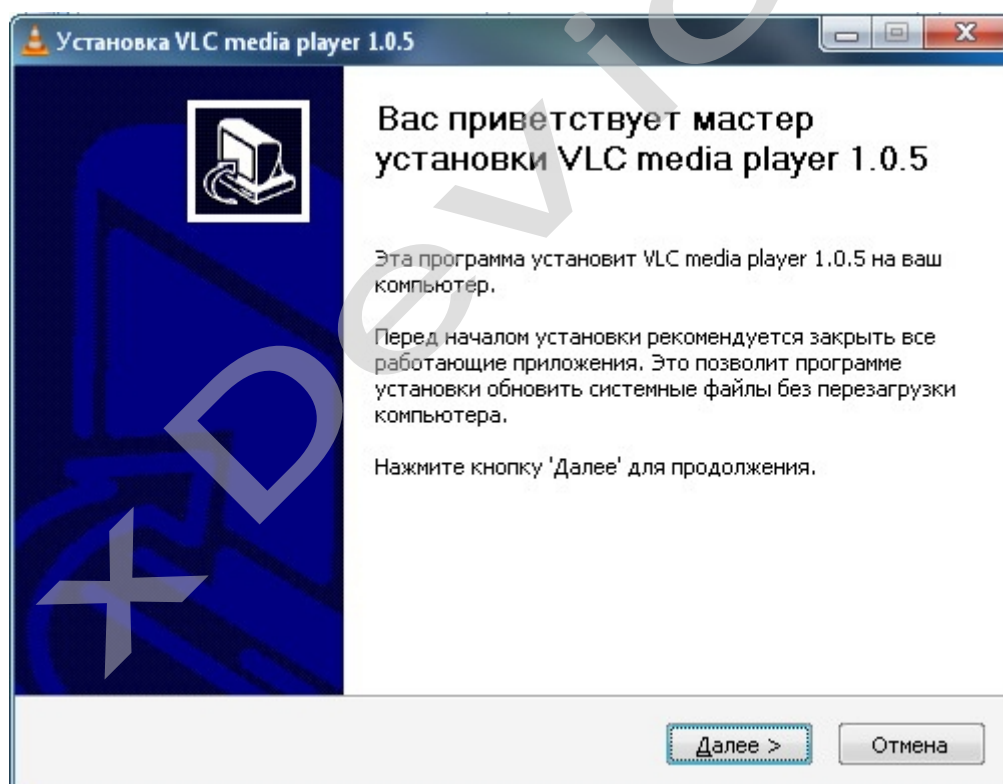 Установка VLC media player 1.0.5
Вас приветствует мастер
установки VLC media player 1.0.5
Эта программа установит VLC media player 1.0.5 на ваш
компьютер.
Перед началом установки рекомендуется закрыть все
работающие приложения. Это позволит программе
установки обновить системные файлы без перезагрузки
компьютера.
Нажмите кнопку 'Далее' для продолжения.
Далее >
Отмена